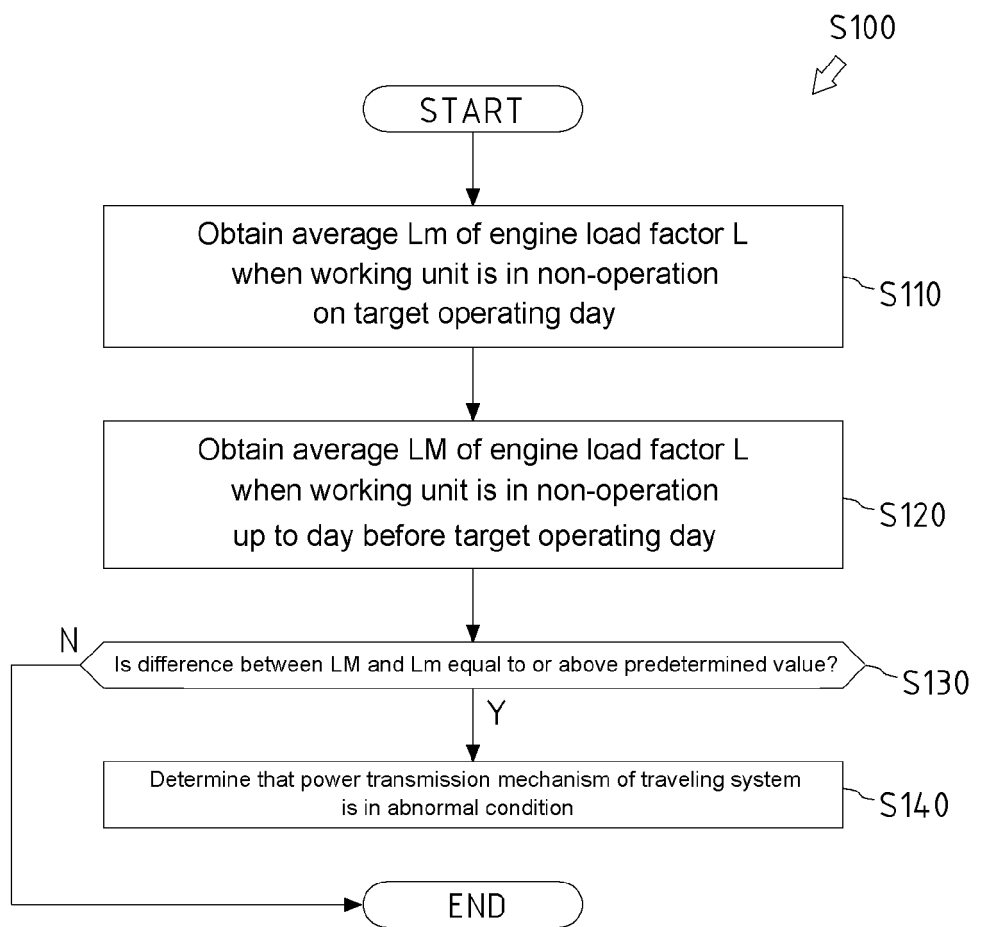 S100
START
Obtain average Lm of engine load factor L
when working unit is in non-operation
on target operating day
S110
Obtain average LM of engine load factor L
when working unit is in non-operation
up to day before target operating day
S120
N
Is difference between LM and Lm equal to or above predetermined value?
S130
Y
Determine that power transmission mechanism of traveling system
is in abnormal condition
S140
END